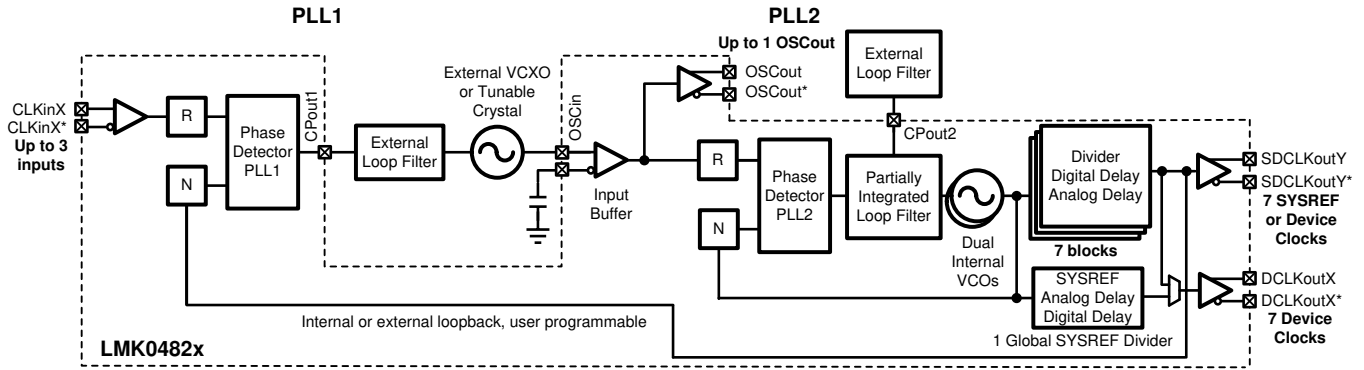 PLL1
PLL2
Up to 1 OSCout
External
Loop Filter
External VCXO
or Tunable
Crystal
OSCout
OSCout*
CLKinX
CLKinX*
Up to 3
inputs
R
N
Phase
Detector
PLL1
CPout1
External
Loop Filter
OSCin
Input
Buffer
R
N
Phase
Detector
PLL2
CPout2
Partially
Integrated
Loop Filter
Dual
Internal
VCOs
Divider
Digital Delay
Analog Delay
7 blocks
SYSREF
Analog Delay
Digital Delay
1 Global SYSREF Divider
SDCLKoutY
SDCLKoutY*
7 SYSREF
or Device
Clocks
DCLKoutX
DCLKoutX*
7 Device
Clocks
Internal or external loopback, user programmable
LMK0482x